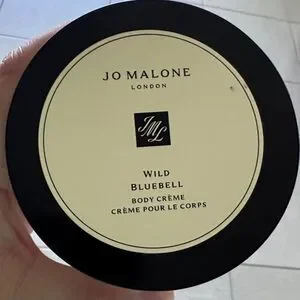 JO MALONE
LONDON
JML
WILD
BLUEBELL
BODY CRÈME
CRÈME POUR LE CORPS